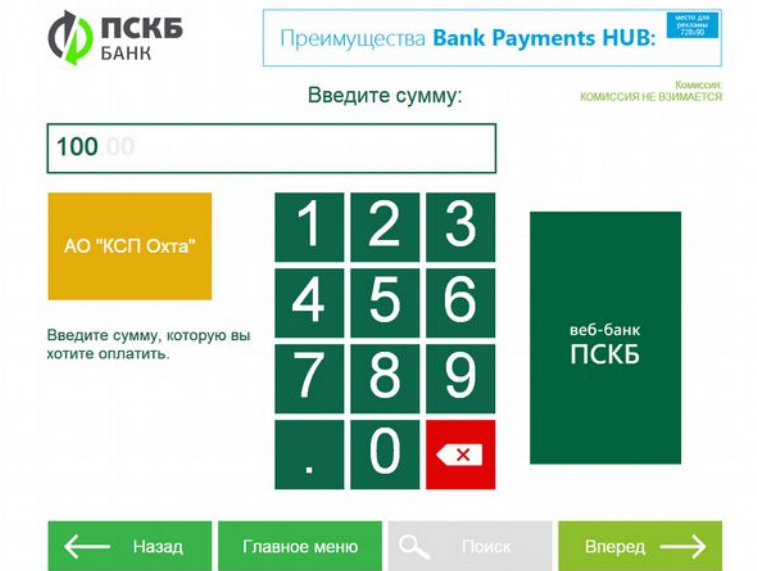 ПСКБ
БАНК
Преимущества Bank Payments HUB:
место для
рекламы
728x90
Введите сумму:
Комиссия:
КОМИССИЯ НЕ ВЗИМАЕТСЯ
100.00
АО "КСП Охта"
Введите сумму, которую вы
хотите оплатить.
1 2 3
4 5 6
7 8 9
. 0
веб-банк
ПСКБ
Назад
Главное меню
Поиск
Вперед